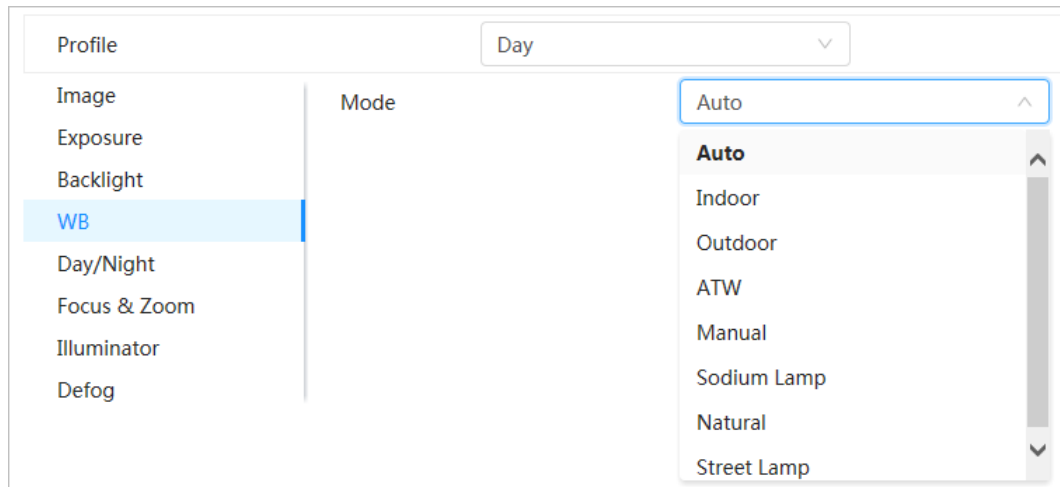 Profile Day
Image Mode Auto
Auto
Exposure
Backlight
Indoor
WB
Outdoor
Day/Night
ATW
Focus & Zoom
Manual
Illuminator
Sodium Lamp
Defog
Natural
Street Lamp